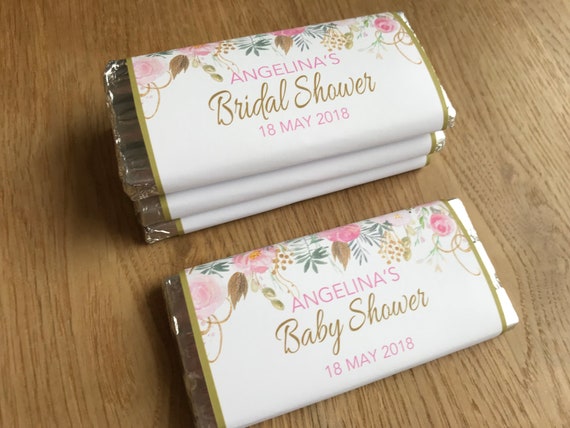 ANGELINA'S
Bridal Shower
18 MAY 2018
ANGELINA'S
Baby Shower
18 MAY 2018